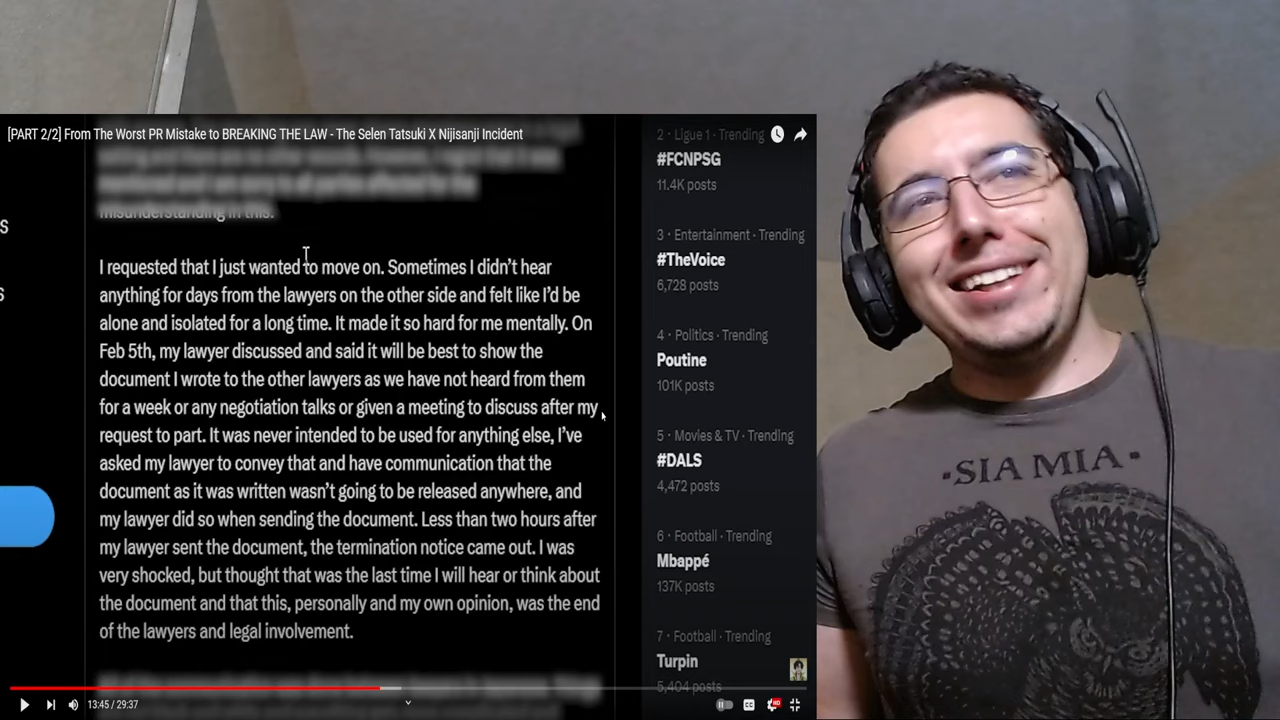 [PART 2/2] From The Worst PR Mistake to BREAKING THE LAW - The Selen Tatsuki X Nijisanji Incident
misunderstanding in this.
I requested that I just wanted to move on. Sometimes I didn't hear
anything for days from the lawyers on the other side and felt like I'd be
alone and isolated for a long time. It made it so hard for me mentally. On
Feb 5th, my lawyer discussed and said it will be best to show the
document I wrote to the other lawyers as we have not heard from them
for a week or any negotiation talks or given a meeting to discuss after my
request to part. It was never intended to be used for anything else, I've
asked my lawyer to convey that and have communication that the
document as it was written wasn't going to be released anywhere, and
my lawyer did so when sending the document. Less than two hours after
my lawyer sent the document, the termination notice came out. I was
very shocked, but thought that was the last time I will hear or think about
the document and that this, personally and my own opinion, was the end
of the lawyers and legal involvement.
2 · Ligue 1 · Trending
#FCNPSG
11.4K posts
3 · Entertainment · Trending
#TheVoice
6,728 posts
4 · Politics · Trending
Poutine
101K posts
5 · Movies & TV · Trending
#DALS
4,472 posts
6 · Football · Trending
Mbappé
137K posts
7 · Football · Trending
Turpin
5,404 posts
S
S
13:45 / 29:37
CC
HD
·SIA MIA·